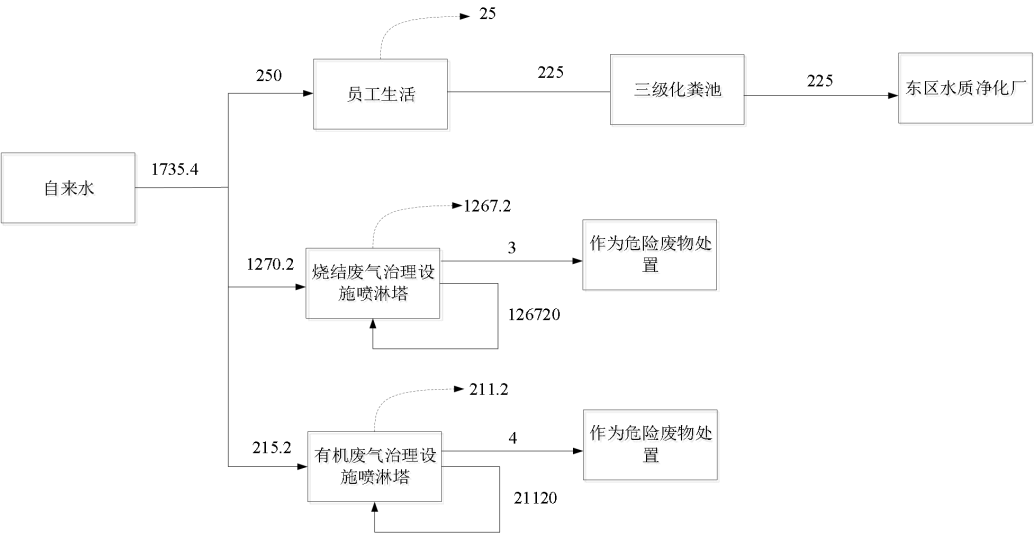 25
250
员工生活
225
三级化粪池
225
东区水质净化厂
1735.4
自来水
1267.2
1270.2
烧结废气治理设
施喷淋塔
3
作为危险废物处
置
126720
211.2
215.2
有机废气治理设
施喷淋塔
4
作为危险废物处
置
21120